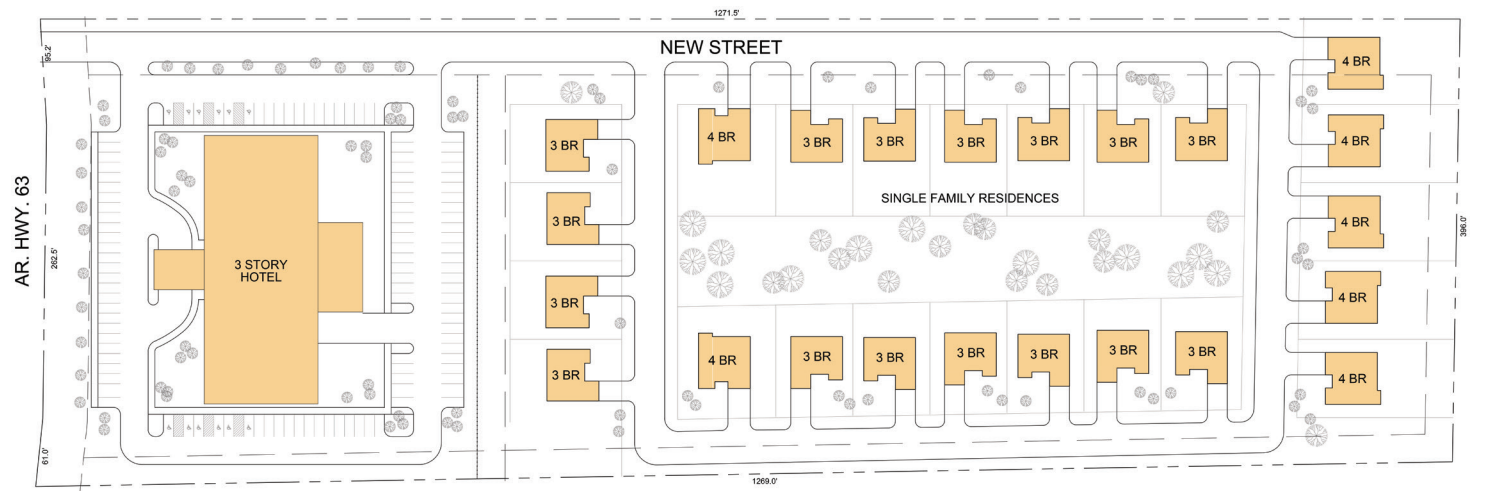 1271.5'
NEW STREET
95.2'
4 BR
4 BR
3 BR
3 BR
3 BR
3 BR
3 BR
3 BR
3 BR
4 BR
AR. HWY. 63
262.5'
3 STORY
HOTEL
SINGLE FAMILY RESIDENCES
3 BR
4 BR
396.0'
3 BR
4 BR
3 BR
4 BR
3 BR
3 BR
3 BR
3 BR
3 BR
3 BR
4 BR
61.0'
1269.0'